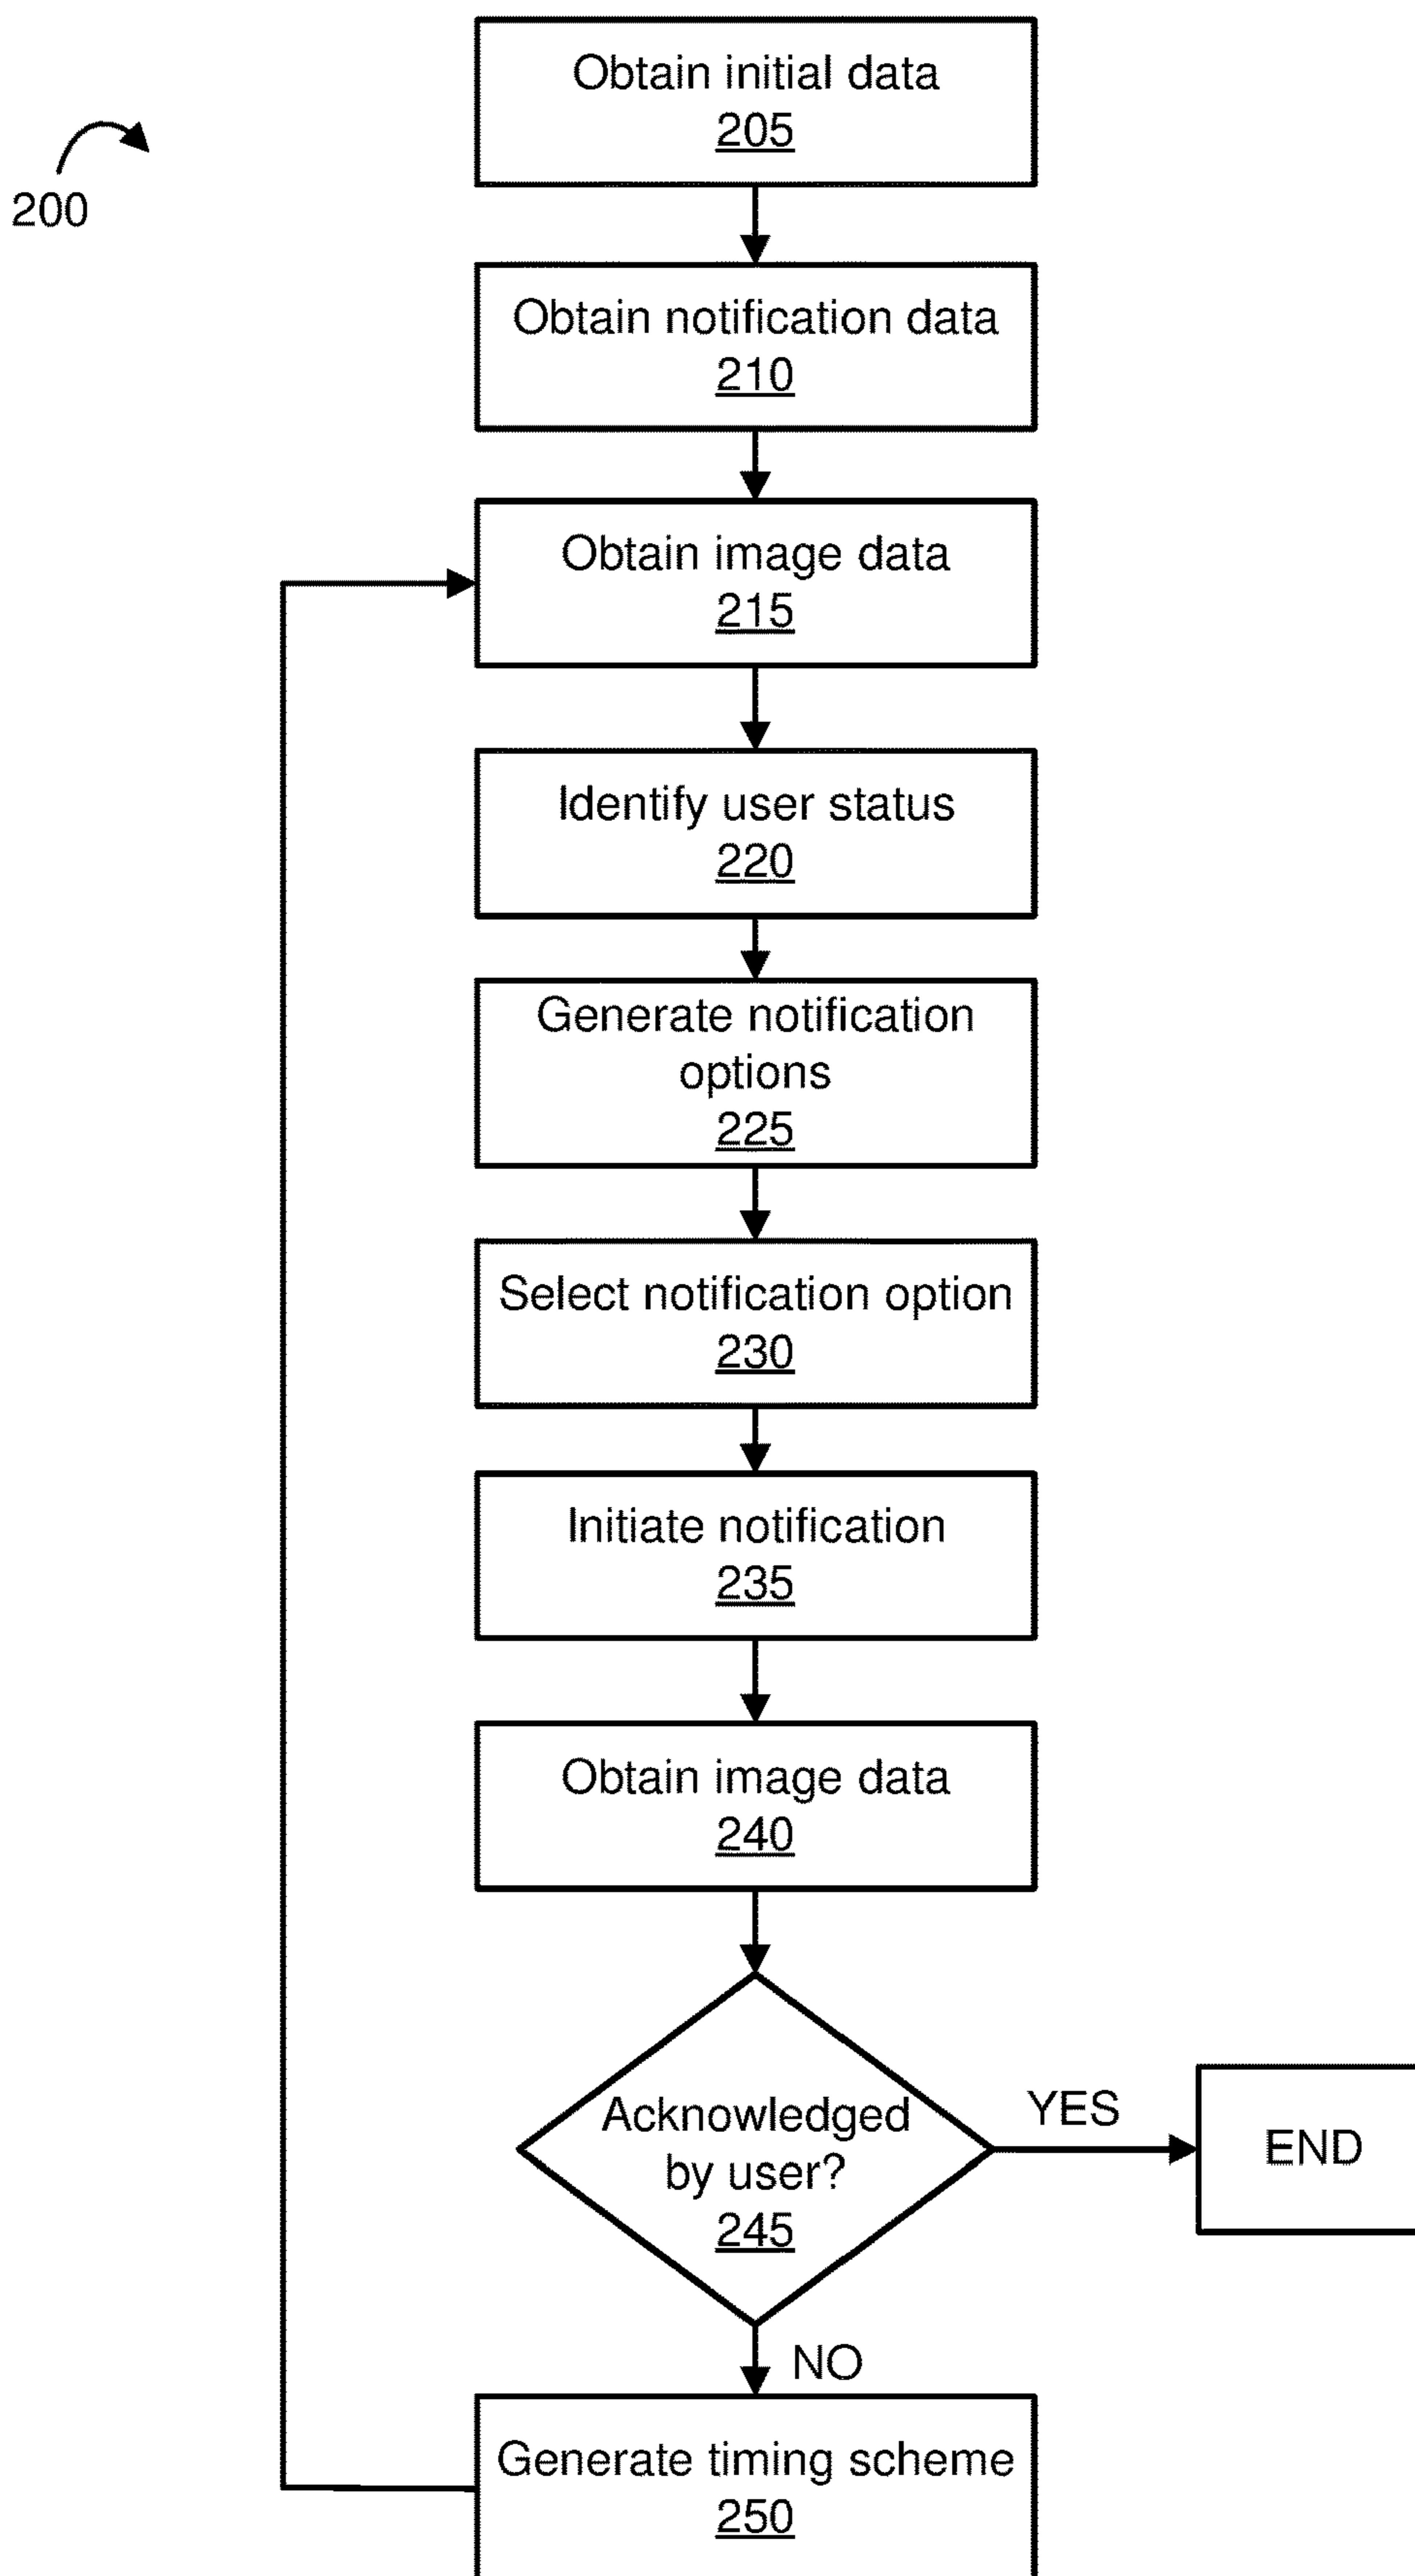 Obtain initial data
205
200
Obtain notification data
210
Obtain image data
215
Identify user status
220
Generate notification
options
225
Select notification option
230
Initiate notification
235
Obtain image data
240
Acknowledged
by user?
245
YES
END
NO
Generate timing scheme
250